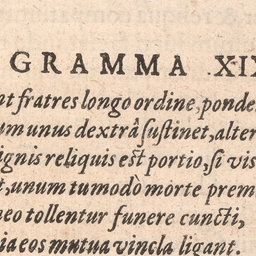 GRAMMA XIX
nt fratres longo ordine, ponde
um unus dextrâ ſuſtinet, alter
ignis reliquis eſt portio, ſi vis
t, unum tumodò morte prem
neo tollentur funere cuncti,
ia eos mutua vincla ligant.